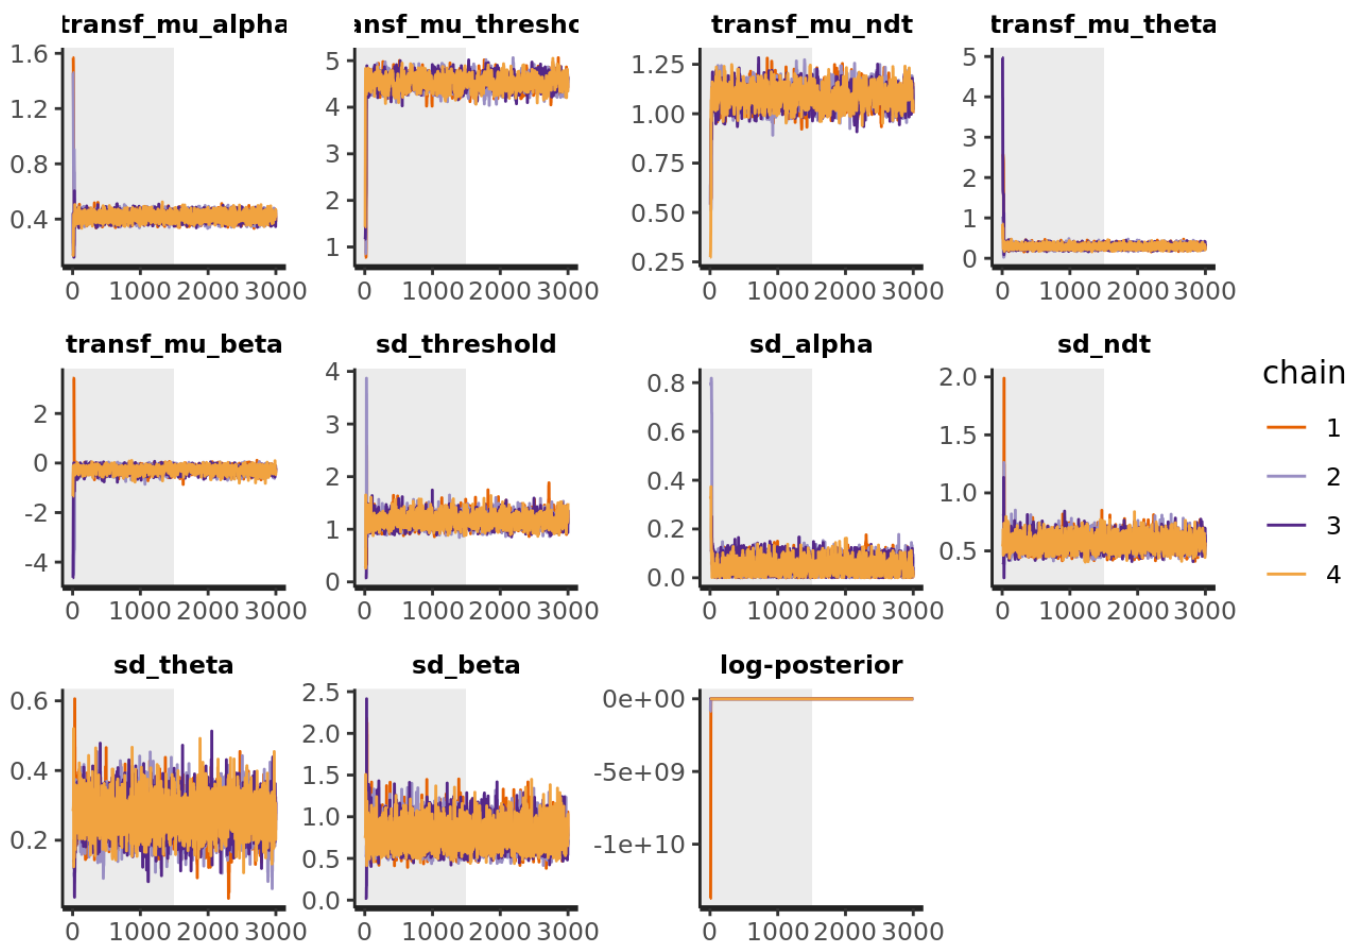 transf_mu_alpha ansf_mu_thresho transf_mu_ndt transf_mu_theta
1.6
1.2
0.8
0.4
0 1000 2000 3000
5
4
3
2
1
0 1000 2000 3000
1.25
1.00
0.75
0.50
0.25
0 1000 2000 3000
5
4
3
2
1
0
0 1000 2000 3000
transf_mu_beta sd_threshold sd_alpha sd_ndt
2
0
-2
-4
0 1000 2000 3000
4
3
2
1
0
0 1000 2000 3000
0.8
0.6
0.4
0.2
0.0
0 1000 2000 3000
2.0
1.5
1.0
0.5
0 1000 2000 3000
chain
1
2
3
4
sd_theta sd_beta log-posterior
0.6
0.4
0.2
0 1000 2000 3000
2.5
2.0
1.5
1.0
0.5
0.0
0 1000 2000 3000
0e+00
-5e+09
-1e+10
0 1000 2000 3000